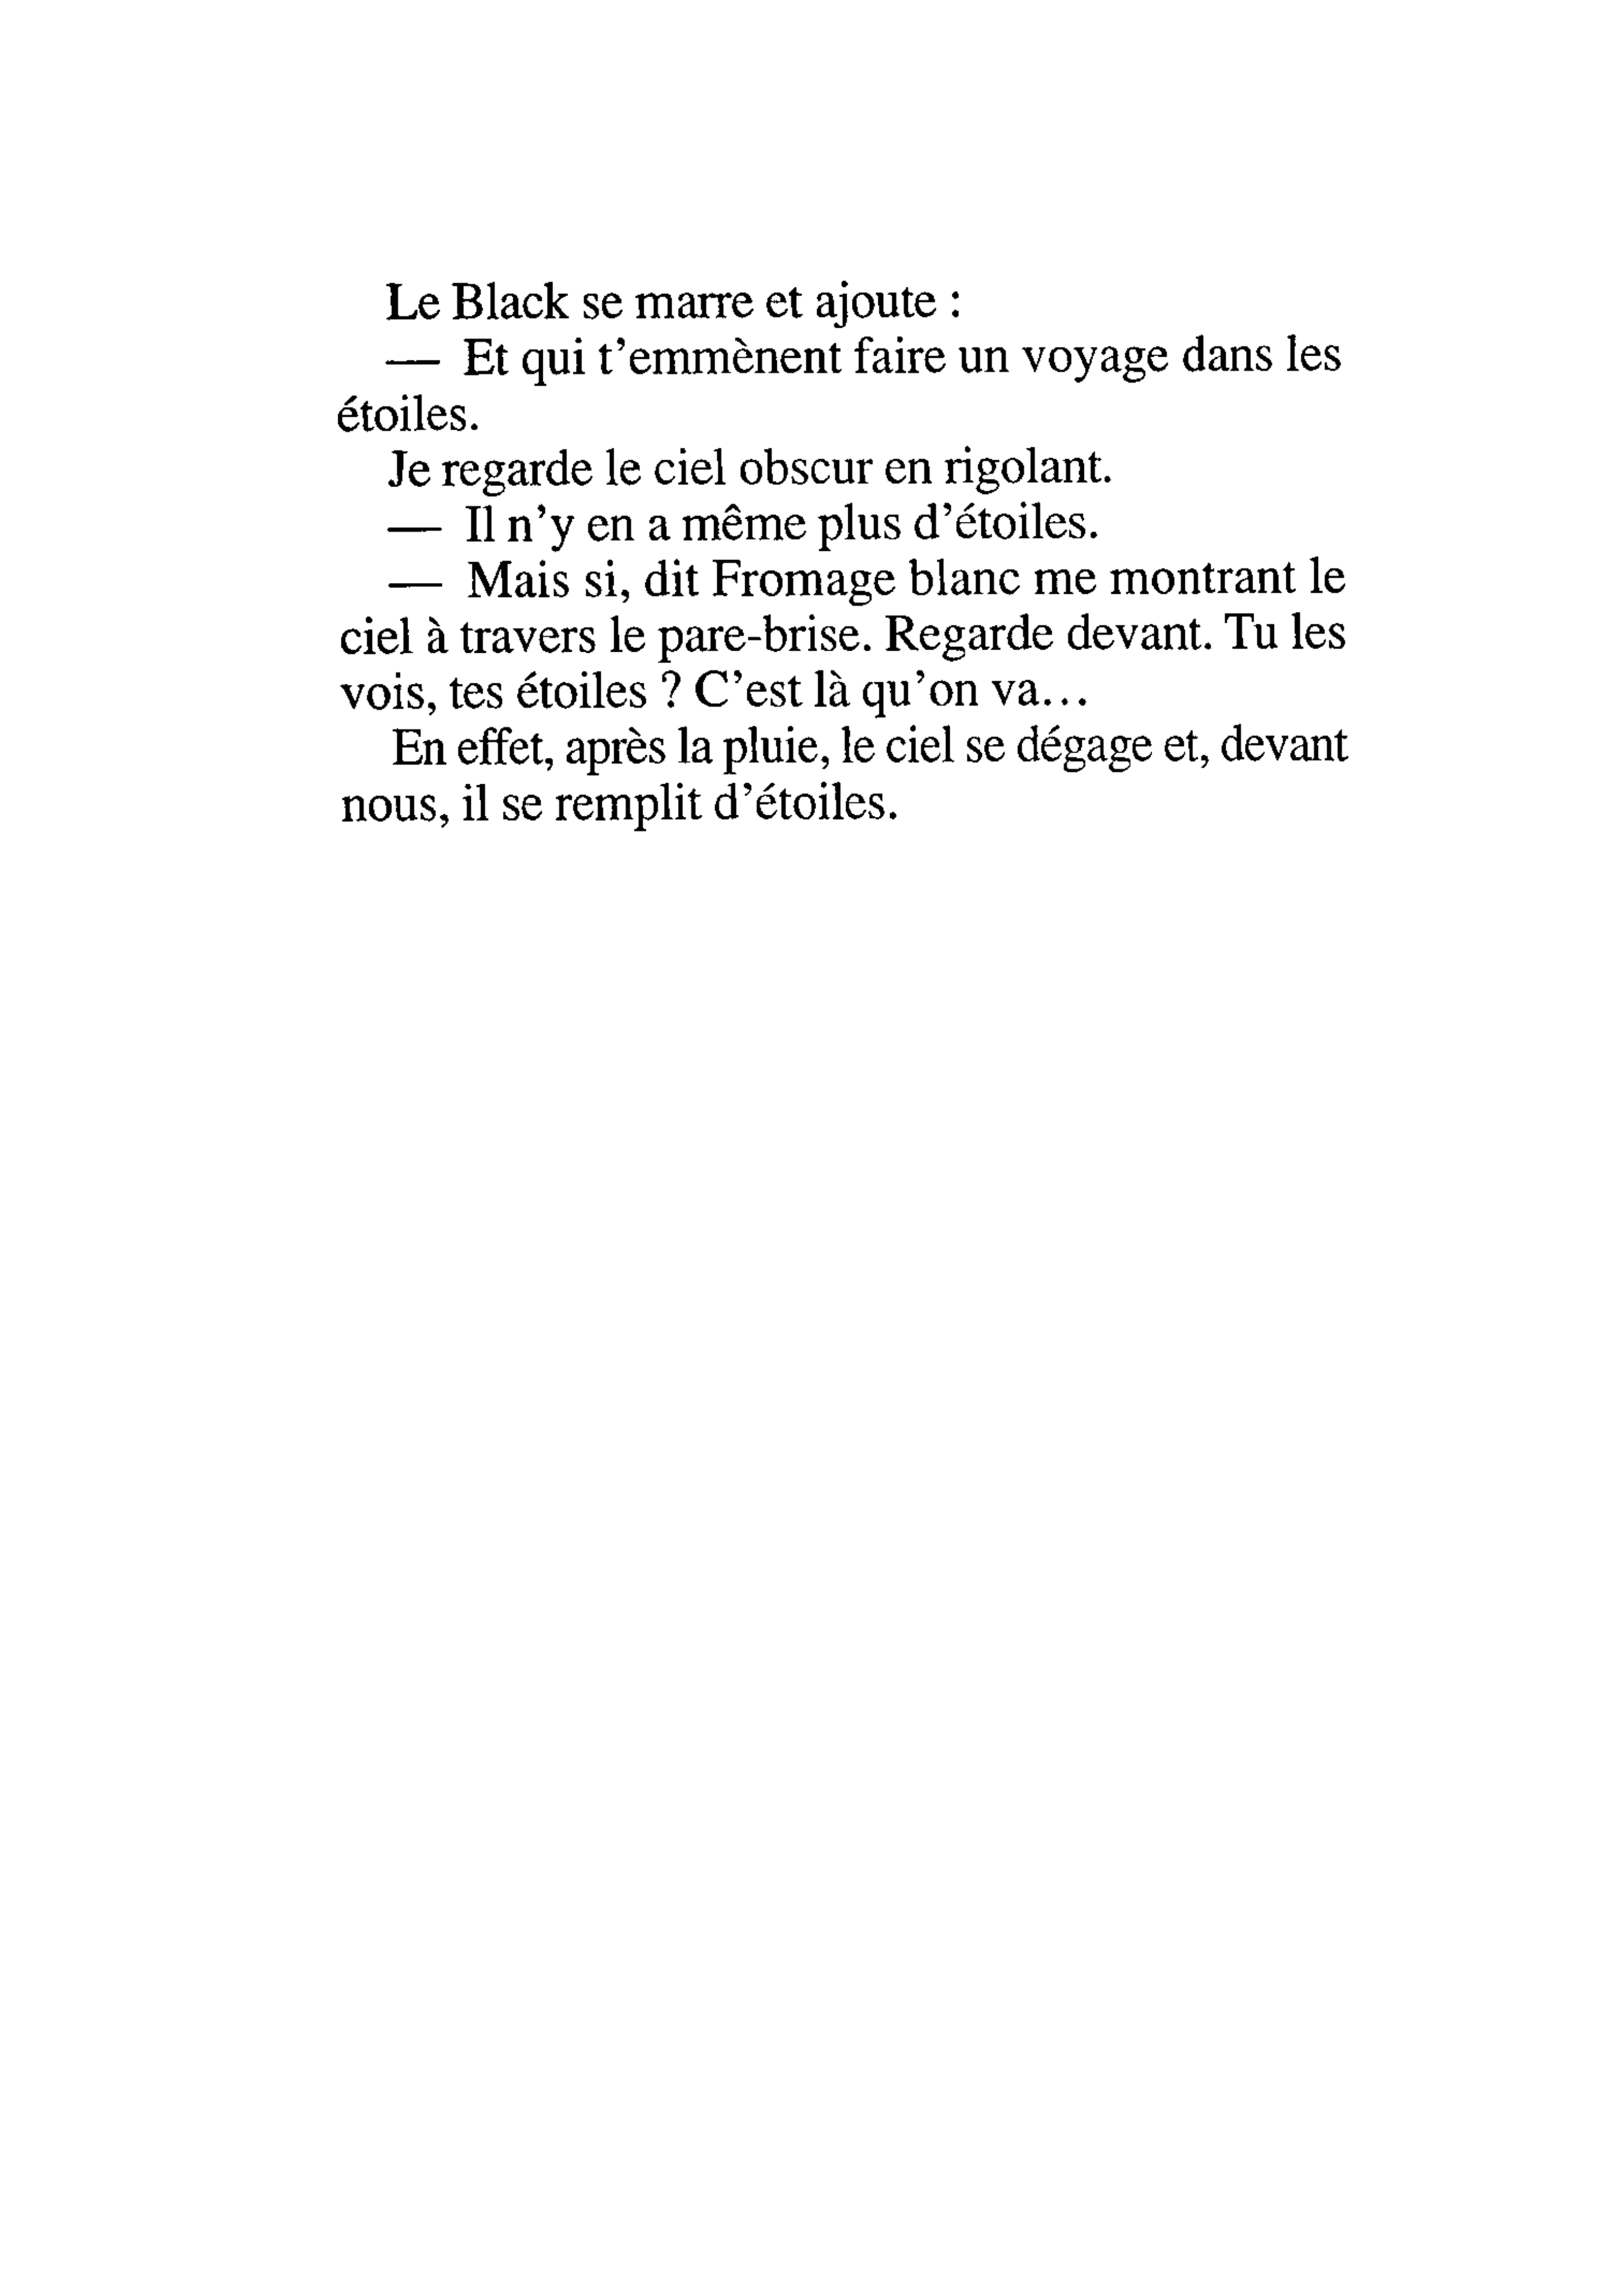 Le Black se marre et ajoute :
— Et qui t'emmènent faire un voyage dans les
étoiles.
Je regarde le ciel obscur en rigolant.
— Il n'y en a même plus d'étoiles.
— Mais si, dit Fromage blanc me montrant le
ciel à travers le pare-brise. Regarde devant. Tu les
vois, tes étoiles ? C'est là qu'on va...
En effet, après la pluie, le ciel se dégage et, devant
nous, il se remplit d'étoiles.